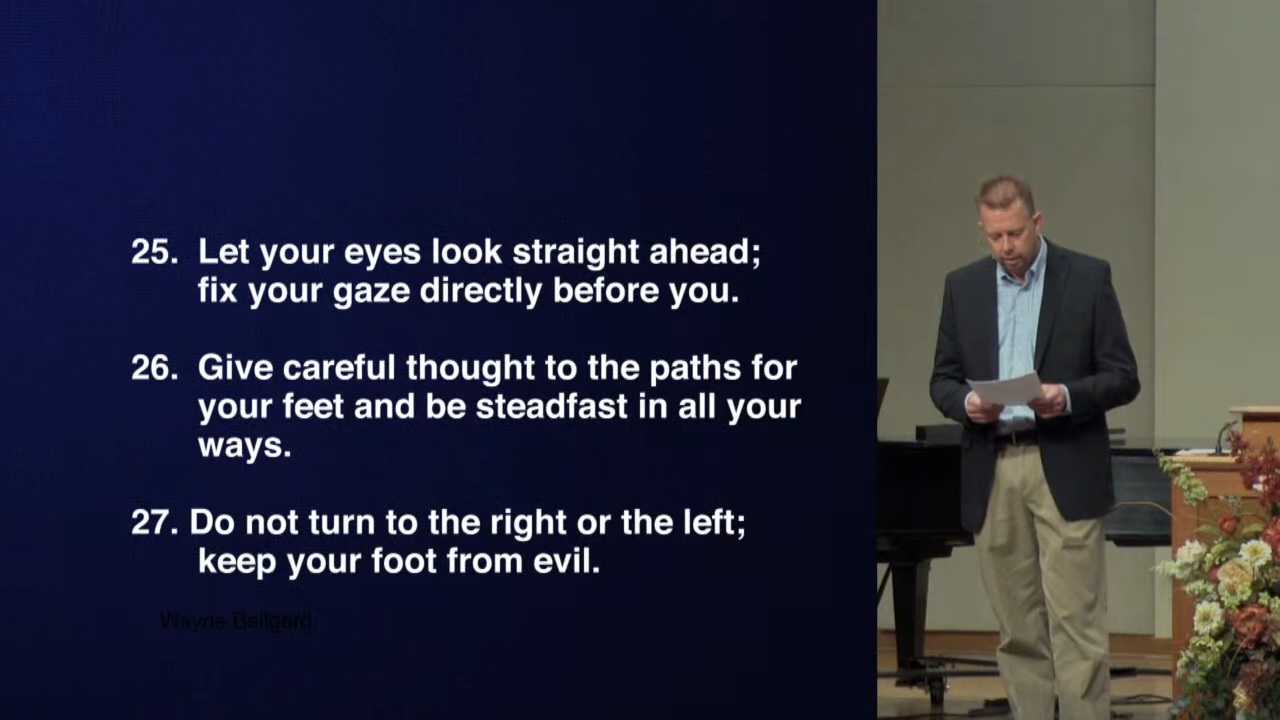 25. Let your eyes look straight ahead;
fix your gaze directly before you.
26. Give careful thought to the paths for
your feet and be steadfast in all your
ways.
27. Do not turn to the right or the left;
keep your foot from evil.
Wayne Bellgard